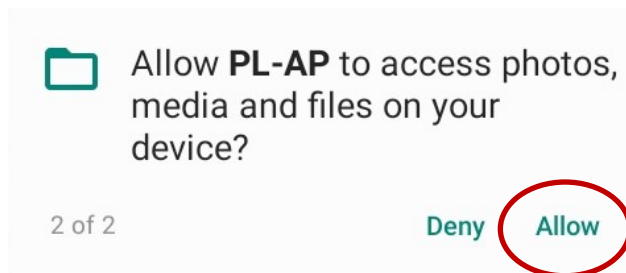 Allow PL-AP to access photos,
media and files on your
device?
2 of 2
Deny
Allow